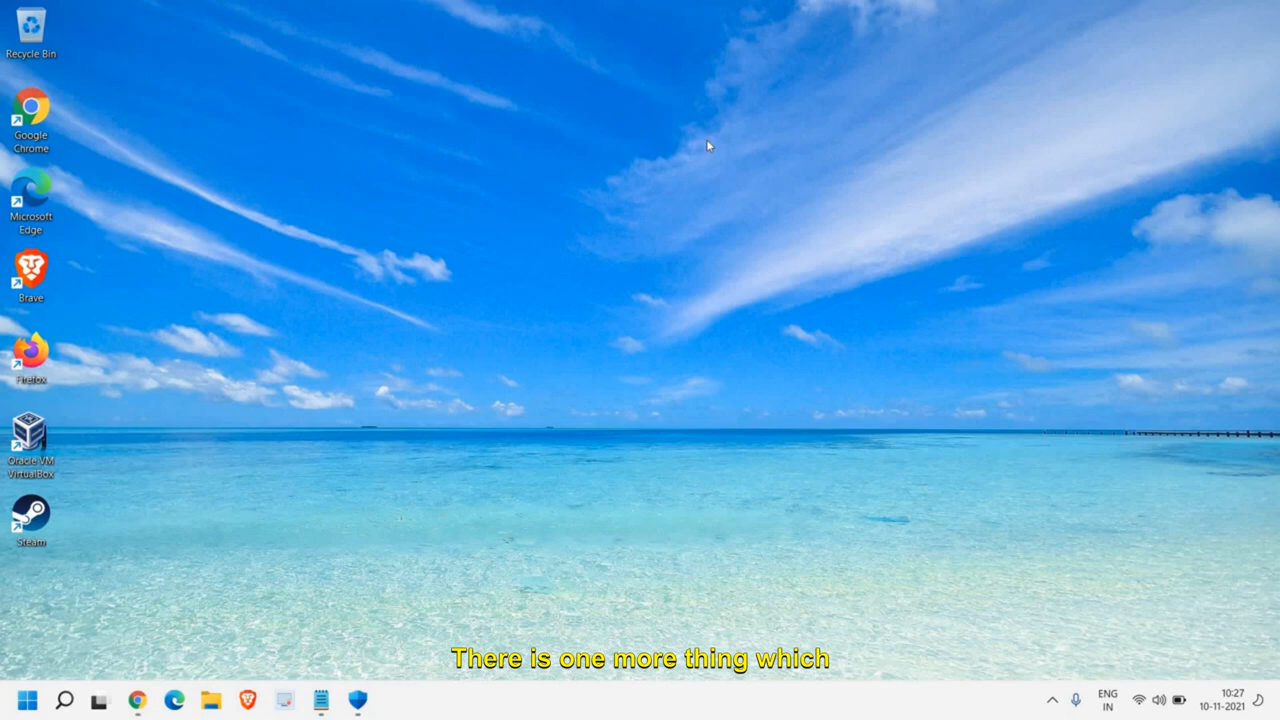 Recycle Bin
Google
Chrome
Microsoft
Edge
Brave
Firefox
Oracle VM
VirtualBox
Steam
There is one more thing which
ENG
IN
10:27
10-11-2021